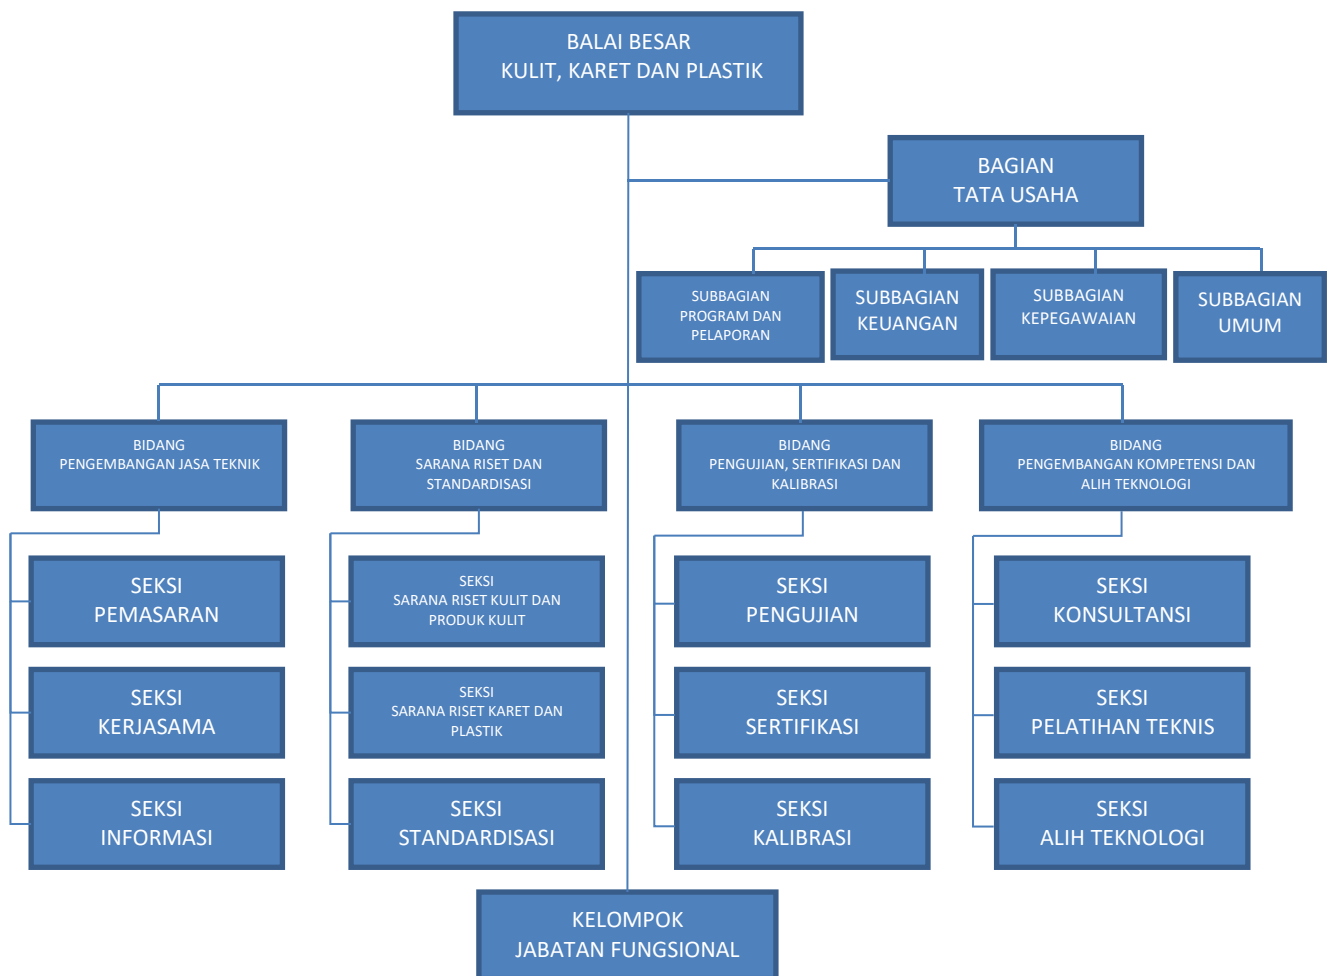 BALAI BESAR
KULIT, KARET DAN PLASTIK
BAGIAN
TATA USAHA
SUBBAGIAN
PROGRAM DAN
PELAPORAN
SUBBAGIAN
KEUANGAN
SUBBAGIAN
KEPEGAWAIAN
SUBBAGIAN
UMUM
BIDANG
PENGEMBANGAN JASA TEKNIK
BIDANG
SARANA RISET DAN
STANDARDISASI
BIDANG
PENGUJIAN, SERTIFIKASI DAN
KALIBRASI
BIDANG
PENGEMBANGAN KOMPETENSI DAN
ALIH TEKNOLOGI
SEKSI
PEMASARAN
SEKSI
SARANA RISET KULIT DAN
PRODUK KULIT
SEKSI
PENGUJIAN
SEKSI
KONSULTANSI
SEKSI
KERJASAMA
SEKSI
SARANA RISET KARET DAN
PLASTIK
SEKSI
SERTIFIKASI
SEKSI
PELATIHAN TEKNIS
SEKSI
INFORMASI
SEKSI
STANDARDISASI
SEKSI
KALIBRASI
SEKSI
ALIH TEKNOLOGI
KELOMPOK
JABATAN FUNGSIONAL